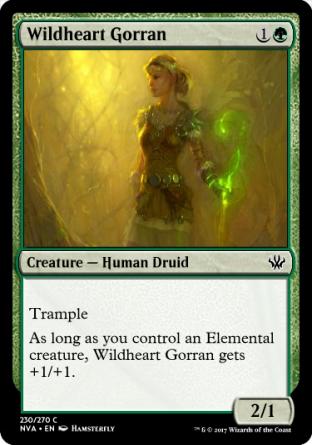 Wildheart Gorran 1
Creature — Human Druid
Trample
As long as you control an Elemental
creature, Wildheart Gorran gets
+1/+1.
2/1
230/270 C
NVA • EN HAMSTERFLY
™ & © 2017 Wizards of the Coast